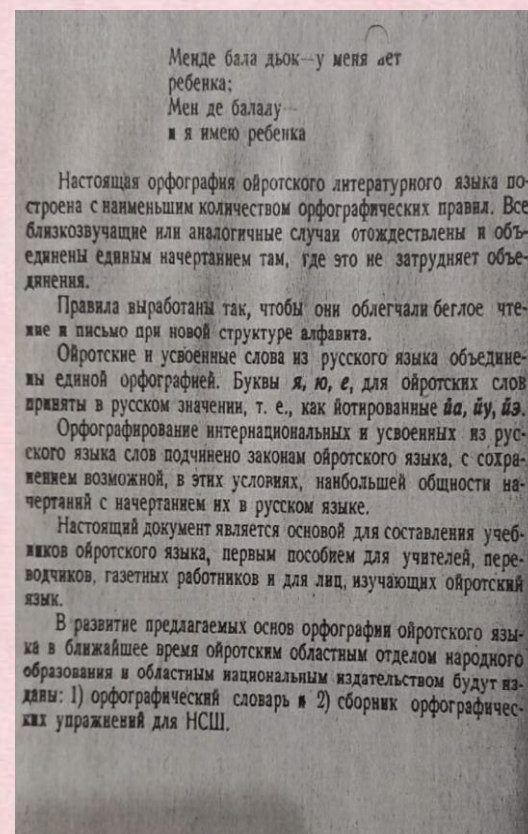 Менде бала дьок—у меня нет
ребенка;
Мен де балалу—
и я имею ребенка
Настоящая орфография ойротского литературного языка по-
строена с наименьшим количеством орфографических правил. Все
близкозвучащие или аналогичные случаи отождествлены и объ-
единены единым начертанием там, где это не затрудняет объе-
динения.
Правила выработаны так, чтобы они облегчали беглое чте-
ние и письмо при новой структуре алфавита.
Ойротские и усвоенные слова из русского языка объедине-
ны единой орфографией. Буквы я, ю, е, для ойротских слов
приняты в русском значении, т. е., как йотированные йа, йу, йэ.
Орфографирование интернациональных и усвоенных из рус-
ского языка слов подчинено законам ойротского языка, с сохра-
нением возможной, в этих условиях, наибольшей общности на-
чертаний с начертанием их в русском языке.
Настоящий документ является основой для составления учеб-
ников ойротского языка, первым пособием для учителей, пере-
водчиков, газетных работников и для лиц, изучающих ойротский
язык.
В развитие предлагаемых основ орфографии ойротского язы-
ка в ближайшее время ойротским областным отделом народного
образования и областным национальным издательством будут из-
даны: 1) орфографический словарь и 2) сборник орфографичес-
ких упражнений для НСШ.